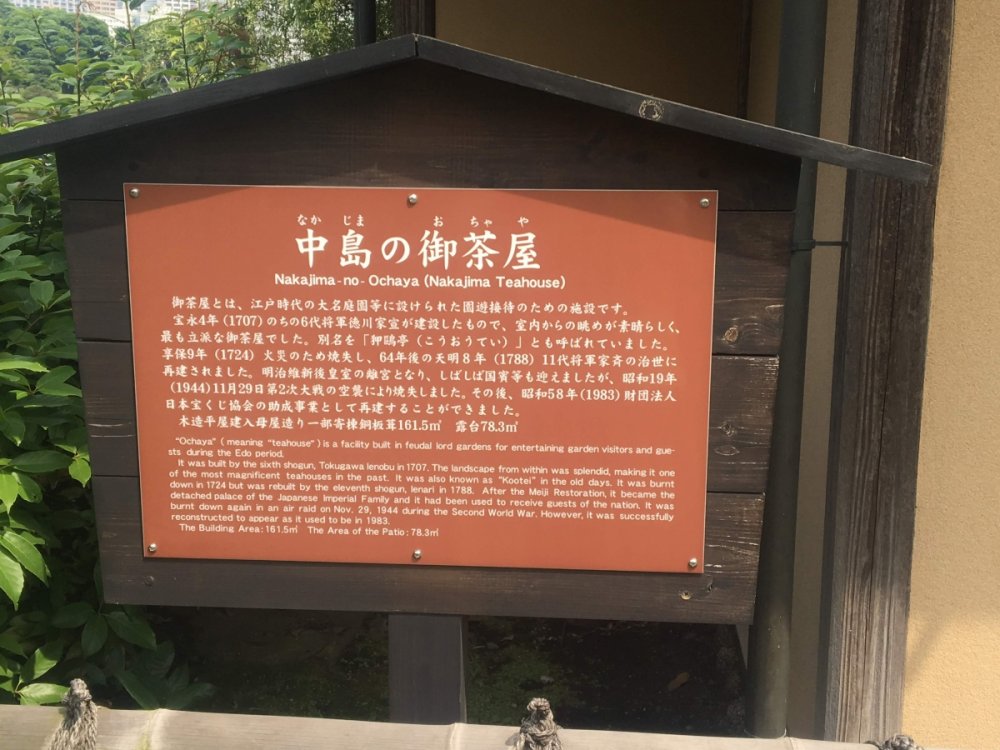 なか じま お ちゃ や
中島の御茶屋
Nakajima-no-Ochaya (Nakajima Teahouse)
御茶屋とは、江戸時代の大名庭園等に設けられた園遊接待のための施設です。
宝永4年(1707)のちの6代将軍徳川家宣が建設したもので、室内からの眺めが素晴らしく、
最も立派な御茶屋でした。別名を「狎鷗亭(こうおうてい)」とも呼ばれていました。
享保9年(1724)火災のため焼失し、64年後の天明8年(1788)11代将軍家斉の治世に
再建されました。明治維新後皇室の離宮となり、しばしば国賓等も迎えましたが、昭和19年
(1944)11月29日第2次大戦の空襲により焼失しました。その後、昭和58年(1983)財団法人
日本宝くじ協会の助成事業として再建することができました。
木造平屋建入母屋造り一部寄棟銅板葺161.5㎡ 露台78.3㎡
"Ochaya" ( meaning "teahouse" ) is a facility built in feudal lord gardens for entertaining garden visitors and gue-
sts during the Edo period.
It was built by the sixth shogun, Tokugawa Ienobu in 1707. The landscape from within was splendid, making it one
of the most magnificent teahouses in the past. It was also known as "Kootei" in the old days. It was burnt
down in 1724 but was rebuilt by the eleventh shogun, Ienari in 1788. After the Meiji Restoration, it became the
detached palace of the Japanese Imperial Family and it had been used to receive guests of the nation. It was
burnt down again in an air raid on Nov. 29, 1944 during the Second World War. However, it was successfully
reconstructed to appear as it used to be in 1983.
The Building Area: 161.5㎡ The Area of the Patio: 78.3㎡